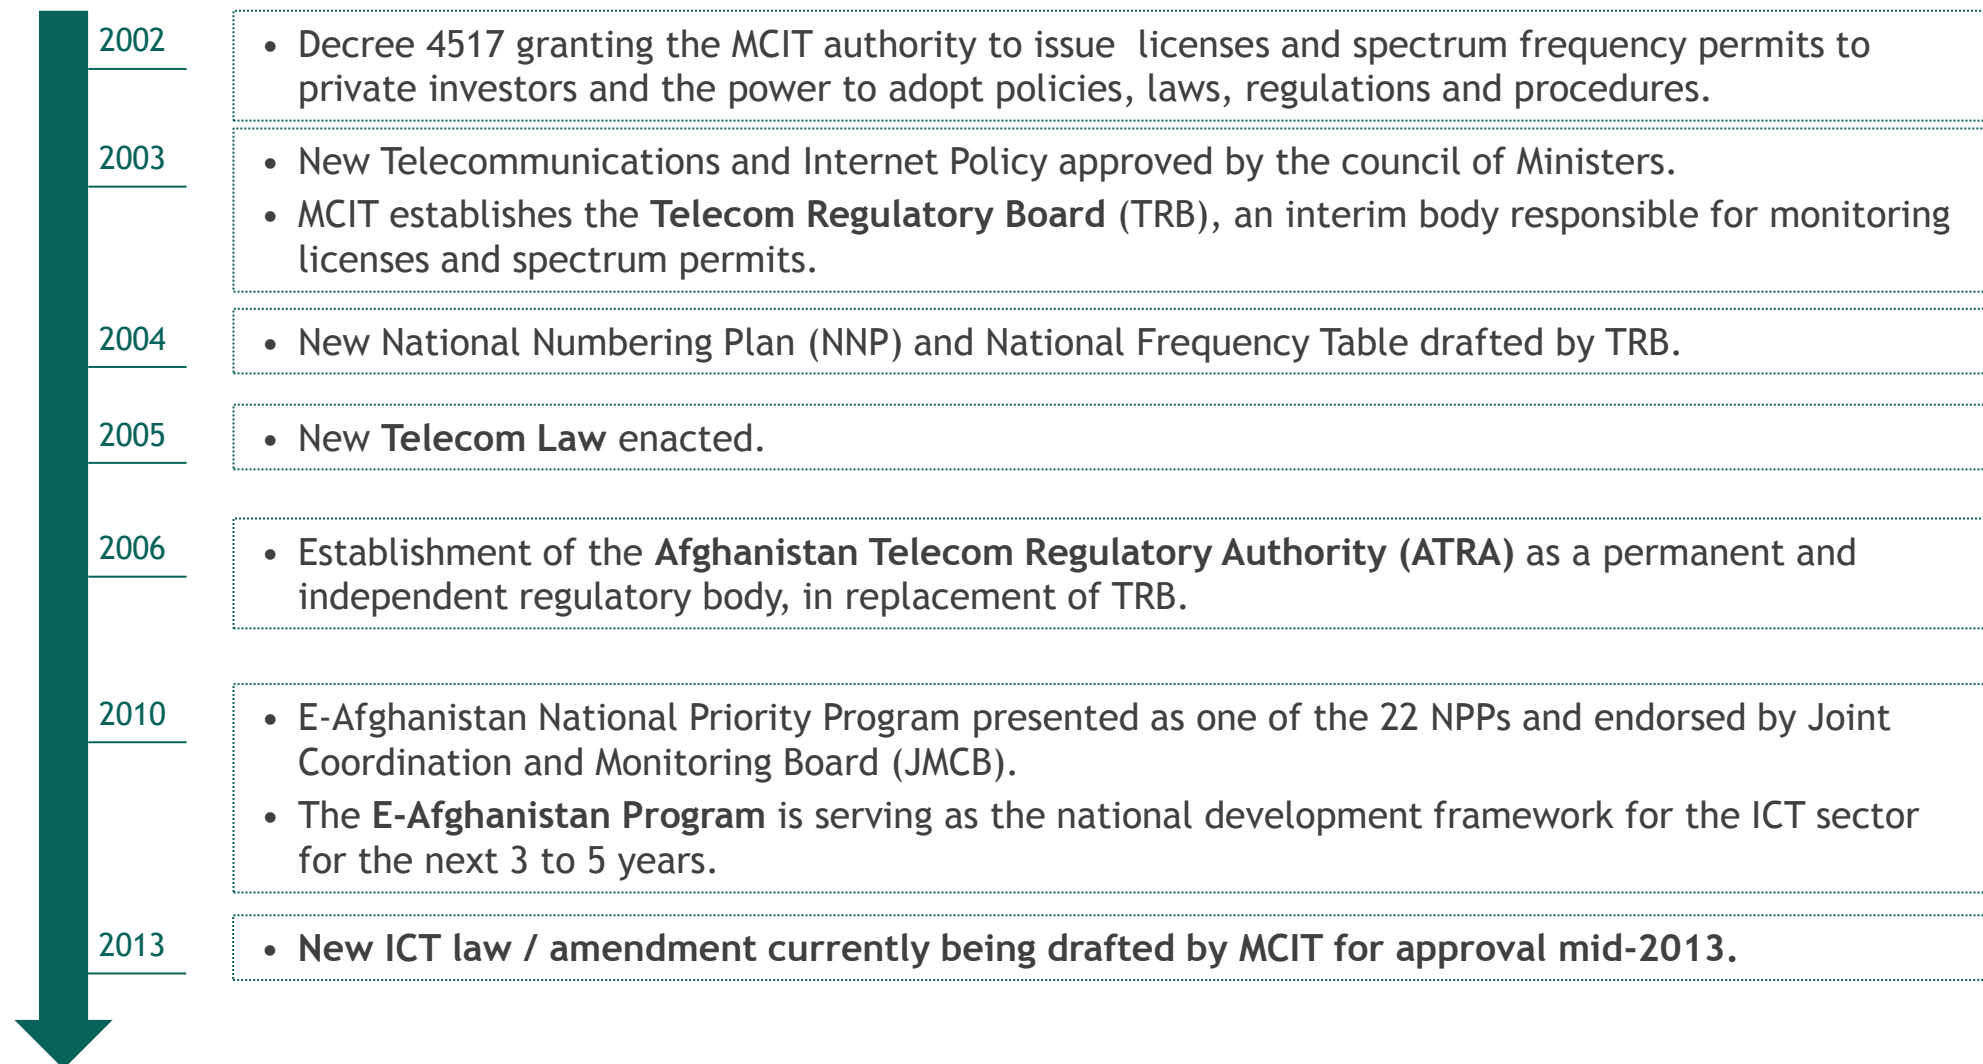 2002
• Decree 4517 granting the MCIT authority to issue  licenses and spectrum frequency permits to
private investors and the power to adopt policies, laws, regulations and procedures.
2003
• New Telecommunications and Internet Policy approved by the council of Ministers.
• MCIT establishes the Telecom Regulatory Board (TRB), an interim body responsible for monitoring
licenses and spectrum permits.
2004
• New National Numbering Plan (NNP) and National Frequency Table drafted by TRB.
2005
• New Telecom Law enacted.
2006
• Establishment of the Afghanistan Telecom Regulatory Authority (ATRA) as a permanent and
independent regulatory body, in replacement of TRB.
2010
• E-Afghanistan National Priority Program presented as one of the 22 NPPs and endorsed by Joint
Coordination and Monitoring Board (JMCB).
• The E-Afghanistan Program is serving as the national development framework for the ICT sector
for the next 3 to 5 years.
2013
• New ICT law / amendment currently being drafted by MCIT for approval mid-2013.